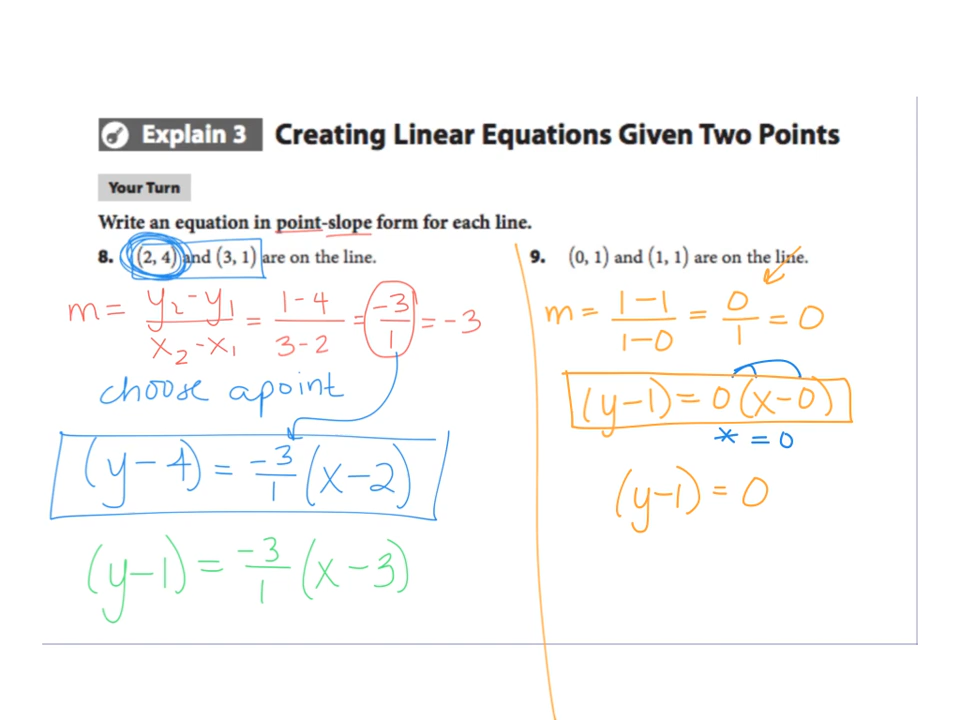 Explain 3 Creating Linear Equations Given Two Points
Your Turn
Write an equation in point-slope form for each line.
8. (2, 4) and (3, 1) are on the line.
m = y₂-y₁/x₂-x₁ = 1-4/3-2 = -3/1 = -3
choose a point
(y-4) = -3/1 (x-2)
(y-1) = -3/1 (x-3)
9. (0, 1) and (1, 1) are on the line.
m = 1-1/1-0 = 0/1 = 0
(y-1) = 0(x-0)
* = 0
(y-1) = 0